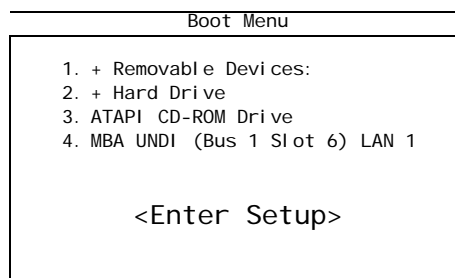 Boot Menu
1. + Removable Devices:
2. + Hard Drive
3. ATAPI CD-ROM Drive
4. MBA UNDI (Bus 1 Slot 6) LAN 1
<Enter Setup>